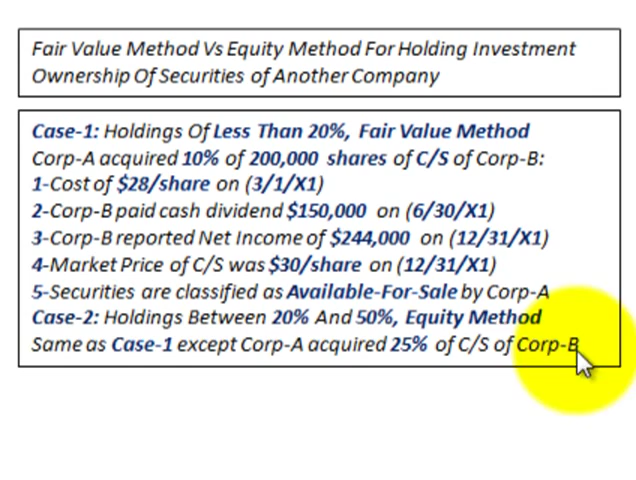 Fair Value Method Vs Equity Method For Holding Investment
Ownership Of Securities of Another Company
Case-1: Holdings Of Less Than 20%, Fair Value Method
Corp-A acquired 10% of 200,000 shares of C/S of Corp-B:
1-Cost of $28/share on (3/1/X1)
2-Corp-B paid cash dividend $150,000 on (6/30/X1)
3-Corp-B reported Net Income of $244,000 on (12/31/X1)
4-Market Price of C/S was $30/share on (12/31/X1)
5-Securities are classified as Available-For-Sale by Corp-A
Case-2: Holdings Between 20% And 50%, Equity Method
Same as Case-1 except Corp-A acquired 25% of C/S of Corp-B